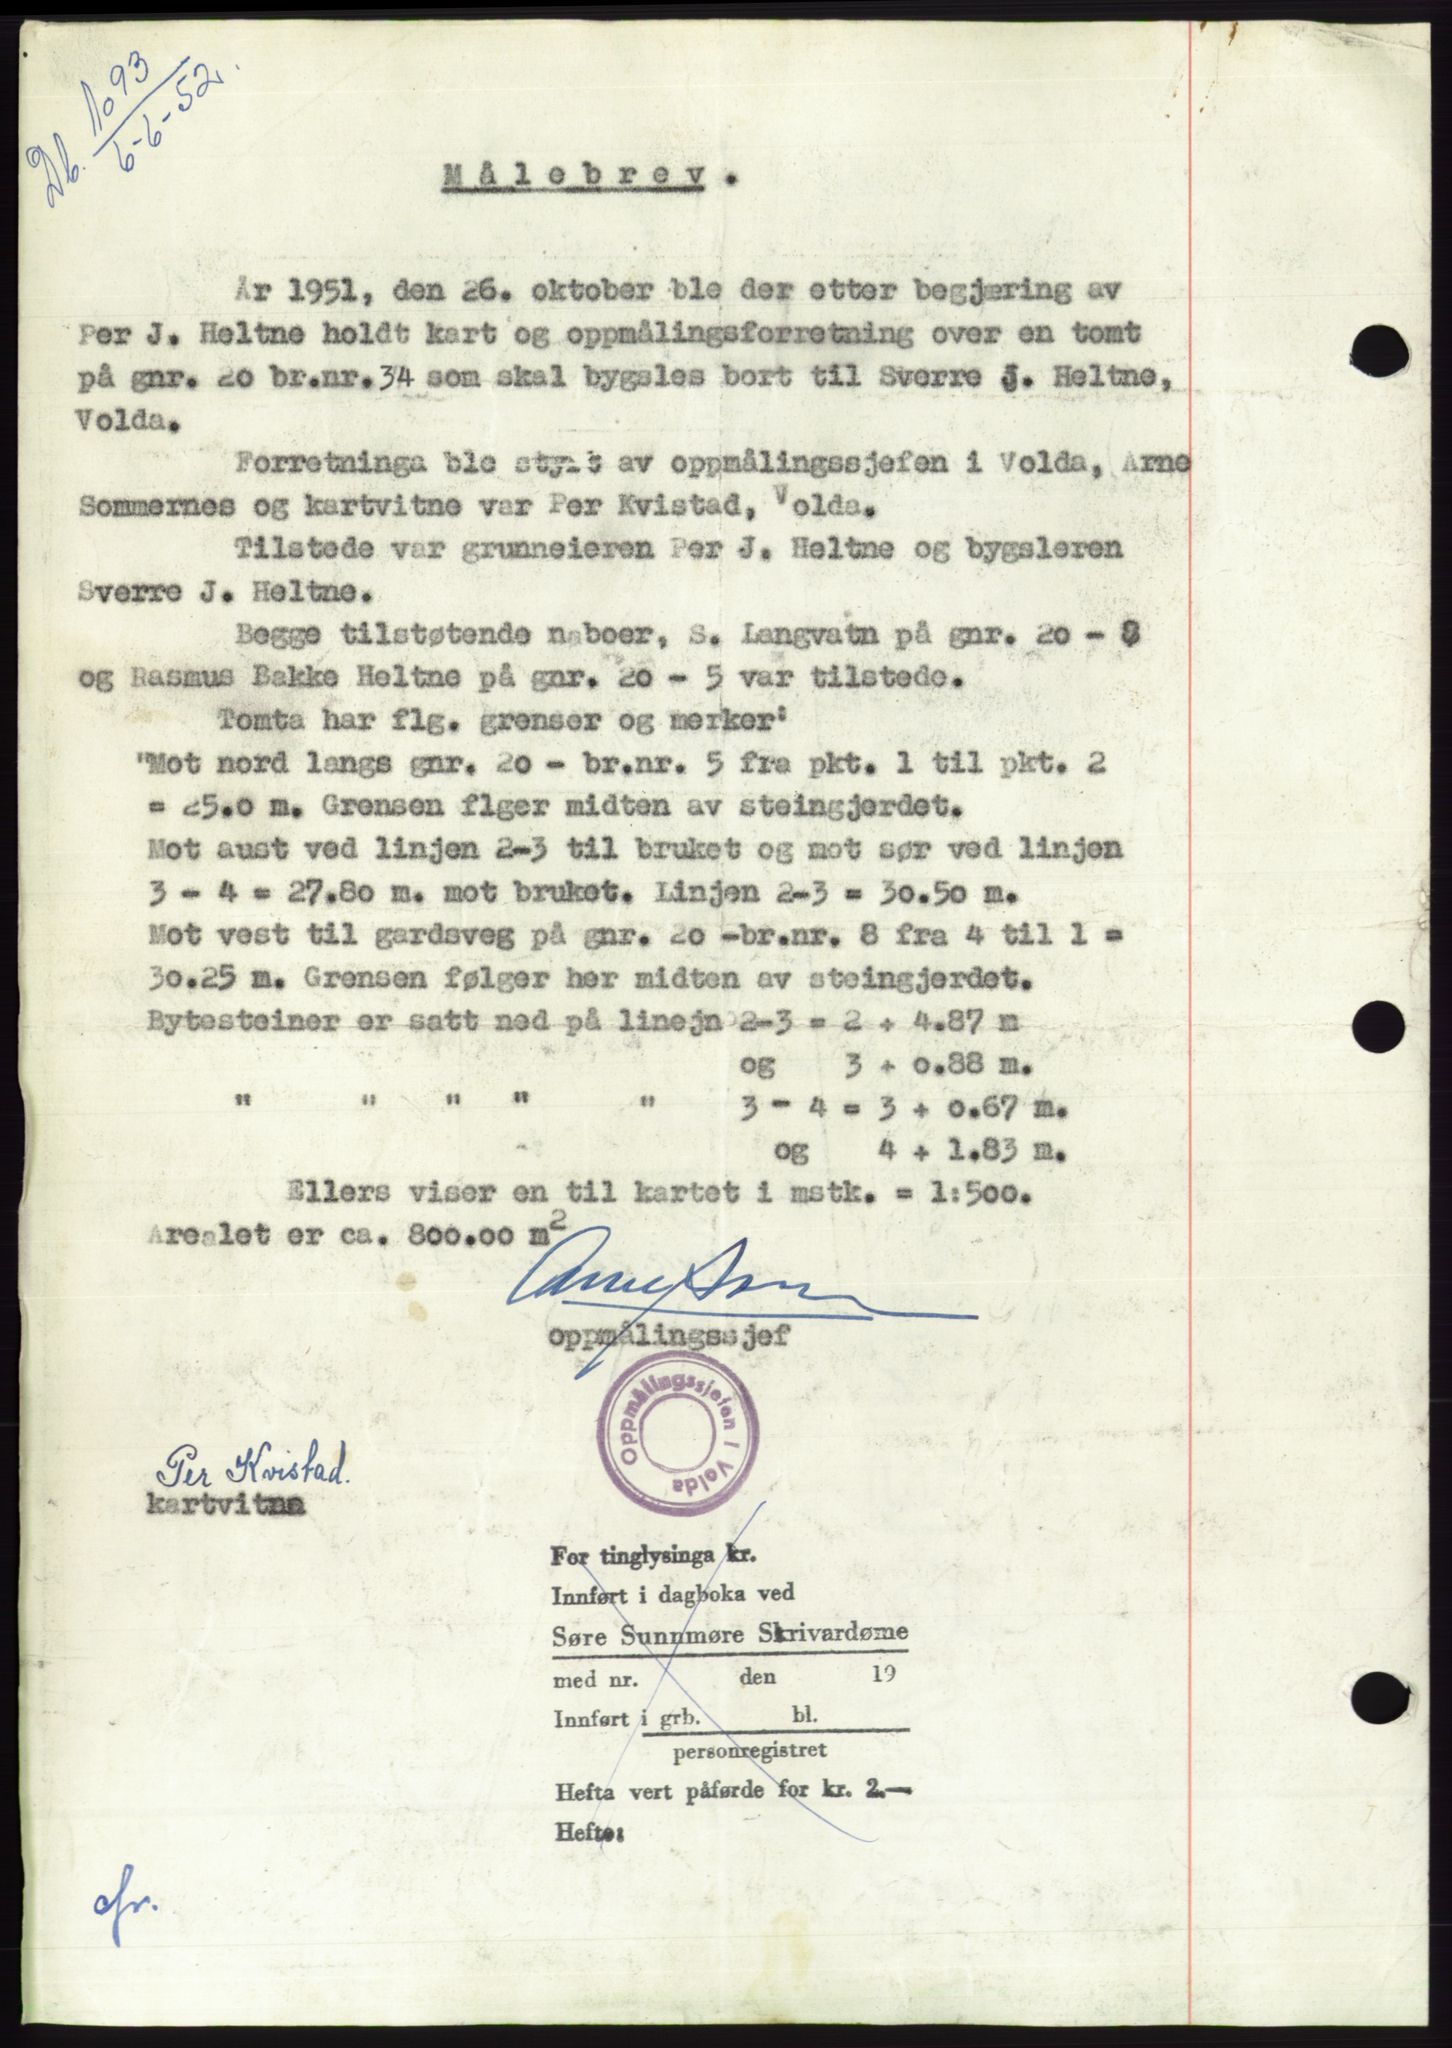 Db. 1093
6-6-52.
Målebrev.
År 1951, den 26. oktober ble der etter begjæring av
Per J. Heltne holdt kart og oppmålingsforretning over en tomt
på gnr. 20 br.nr.34 som skal bygsles bort til Sverre J. Heltne,
Volda.
Forretninga ble styrt av oppmålingssjefen i Volda, Arne
Sommernes og kartvitne var Per Kvistad, Volda.
Tilstede var grunneieren Per J. Heltne og bygsleren
Sverre J. Heltne.
Begge tilstøtende naboer, S. Langvatn på gnr. 20 - 8
og Rasmus Bakke Heltne på gnr. 20 - 5 var tilstede.
Tomta har flg. grenser og merker:
"Mot nord langs gnr. 20 - br.nr. 5 fra pkt. 1 til pkt. 2
= 25.0 m. Grensen flger midten av steingjerdet.
Mot aust ved linjen 2-3 til bruket og mot sør ved linjen
3 - 4 = 27.80 m. mot bruket. Linjen 2-3 = 30.50 m.
Mot vest til gardsveg på gnr. 20 -br.nr. 8 fra 4 til 1 =
30.25 m. Grensen følger her midten av steingjerdet.
Bytesteiner er satt ned på linejn 2-3 = 2 + 4.87 m
og 3 + 0.88 m.
" " " " " 3 - 4 = 3 + 0.67 m.
og 4 + 1.83 m.
Ellers viser en til kartet i mstk. = 1:500.
Arealet er ca. 800.00 m2
oppmålingssjef
Oppmålingssjefen i Volda
Per Kvistad.
kartvitne
For tinglysinga kr.
Innført i dagboka ved
Søre Sunnmøre Skrivardøme
med nr. den 19
Innført i grb. bl.
personregistret
Hefta vert påførde for kr. 2.—
Hefte: